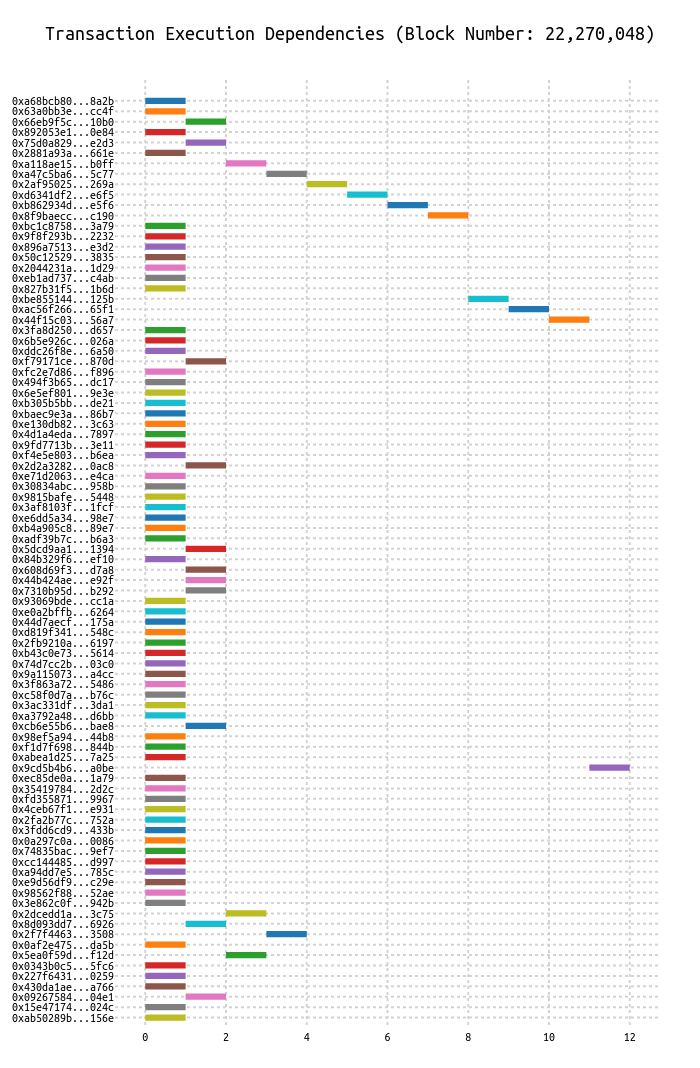 Transaction Execution Dependencies (Block Number: 22,270,048)
0xa68bcb80...8a2b
0x63a0bb3e...cc4f
0x66eb9f5c...10b0
0x892053e1...0e84
0x75d0a829...e2d3
0x2881a93a...661e
0xa118ae15...b0ff
0xa47c5ba6...5c77
0x2af95025...269a
0xd6341df2...e6f5
0xb862934d...e5f6
0x8f9baecc...c190
0xbc1c8758...3a79
0x9f8f293b...2232
0x896a7513...e3d2
0x50c12529...3835
0x2044231a...1d29
0xeb1ad737...c4ab
0x827b31f5...1b6d
0xbe855144...125b
0xac56f266...65f1
0x44f15c03...56a7
0x3fa8d250...d657
0x6b5e926c...026a
0xddc26f8e...6a50
0xf79171ce...870d
0xfc2e7d86...f896
0x494f3b65...dc17
0x6e5ef801...9e3e
0xb305b5bb...de21
0xbaec9e3a...86b7
0xe130db82...3c63
0x4d1a4eda...7897
0x9fd7713b...3e11
0xf4e5e803...b6ea
0x2d2a3282...0ac8
0xe71d2063...e4ca
0x30834abc...958b
0x9815bafe...5448
0x3af8103f...1fcf
0xe6dd5a34...98e7
0xb4a905c8...89e7
0xadf39b7c...b6a3
0x5dcd9aa1...1394
0x84b329f6...ef10
0x608d69f3...d7a8
0x44b424ae...e92f
0x7310b95d...b292
0x93069bde...cc1a
0xe0a2bffb...6264
0x44d7aecf...175a
0xd819f341...548c
0x2fb9210a...6197
0xb43c0e73...5614
0x74d7cc2b...03c0
0x9a115073...a4cc
0x3f863a72...5486
0xc58f0d7a...b76c
0x3ac331df...3da1
0xa3792a48...d6bb
0xcb6e55b6...bae8
0x98ef5a94...44b8
0xf1d7f698...844b
0xabea1d25...7a25
0x9cd5b4b6...a0be
0xec85de0a...1a79
0x35419784...2d2c
0xfd355871...9967
0x4ceb67f1...e931
0x2fa2b77c...752a
0x3fdd6cd9...433b
0x0a297c0a...0086
0x74835bac...9ef7
0xcc144485...d997
0xa94dd7e5...785c
0xe9d56df9...c29e
0x98562f88...52ae
0x3e862c0f...942b
0x2dcedd1a...3c75
0x8d093dd7...6926
0x2f7f4463...3508
0x0af2e475...da5b
0x5ea0f59d...f12d
0x0343b0c5...5fc6
0x227f6431...0259
0x430da1ae...a766
0x09267584...04e1
0x15e47174...024c
0xab50289b...156e
0 2 4 6 8 10 12